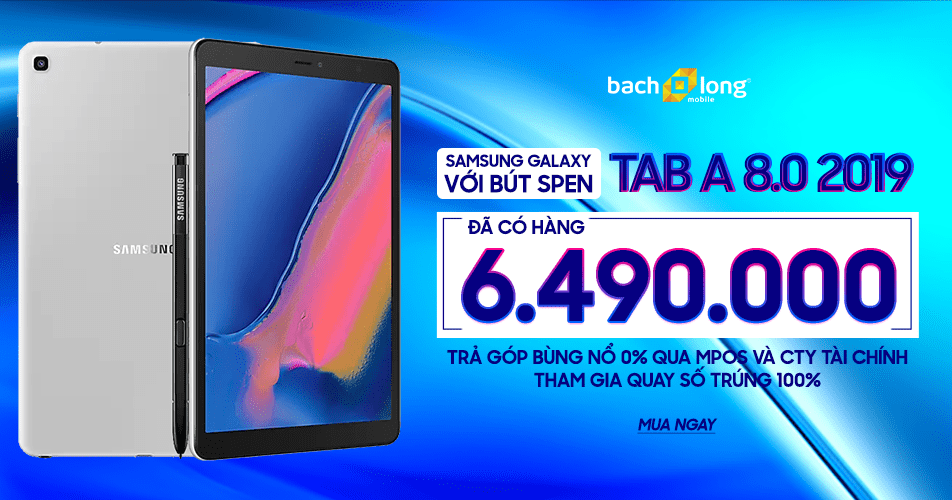 bach long
mobile
SAMSUNG GALAXY
VỚI BÚT SPEN
TAB A 8.0 2019
ĐÃ CÓ HÀNG
6.490.000
TRẢ GÓP BÙNG NỔ 0% QUA MPOS VÀ CTY TÀI CHÍNH
THAM GIA QUAY SỐ TRÚNG 100%
MUA NGAY
SAMSUNG
SAMSUNG